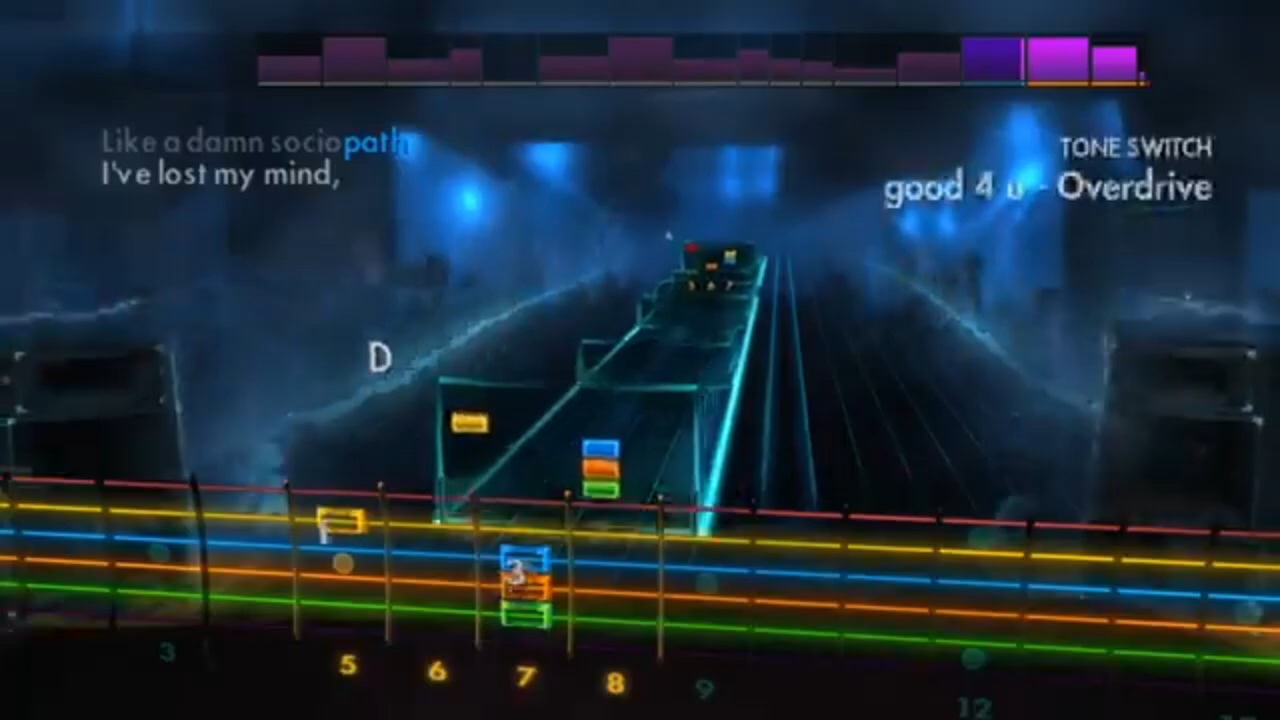 Like a damn sociopath
I've lost my mind,
TONE SWITCH
good 4 u - Overdrive
D
3
3 5 6 7 8 9 12